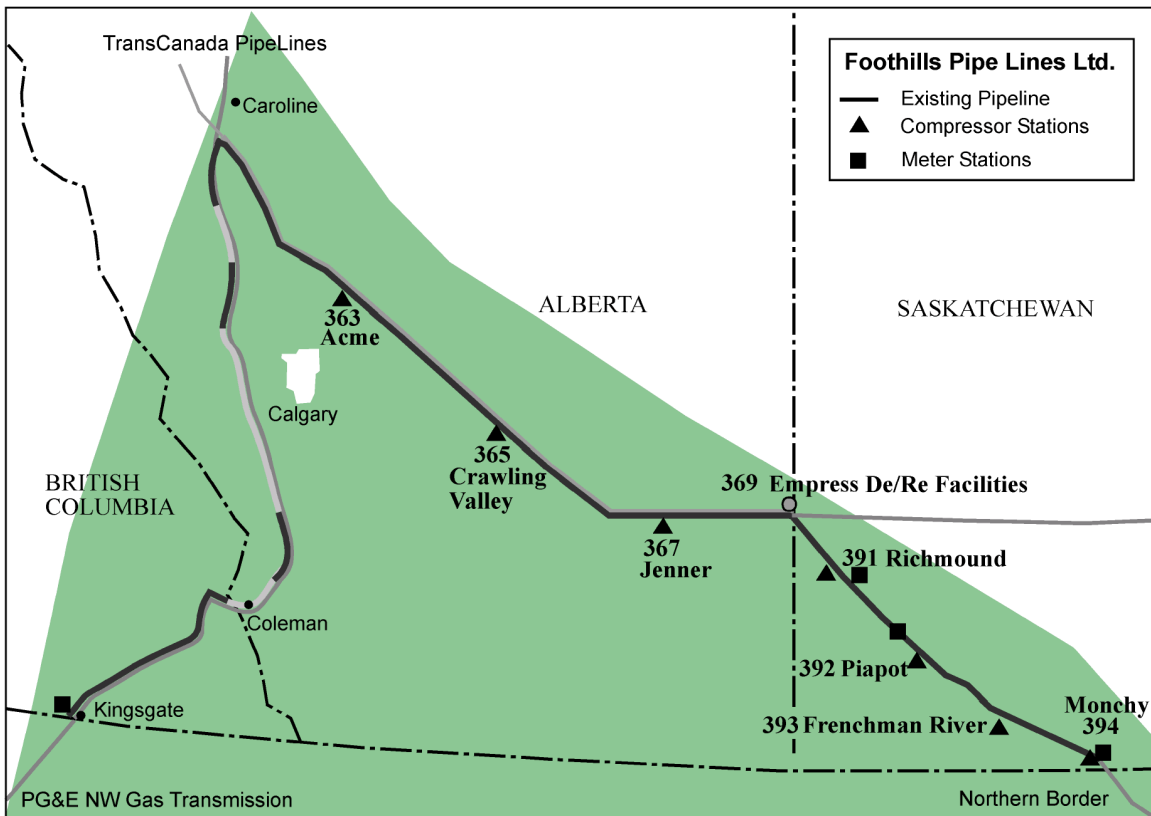 TransCanada PipeLines
Foothills Pipe Lines Ltd.
Existing Pipeline
Compressor Stations
Meter Stations
Caroline
ALBERTA
SASKATCHEWAN
363
Acme
Calgary
365
Crawling
Valley
BRITISH
COLUMBIA
369 Empress De/Re Facilities
367
Jenner
391 Richmound
Coleman
392 Piapot
Kingsgate
393 Frenchman River
Monchy
394
PG&E NW Gas Transmission
Northern Border